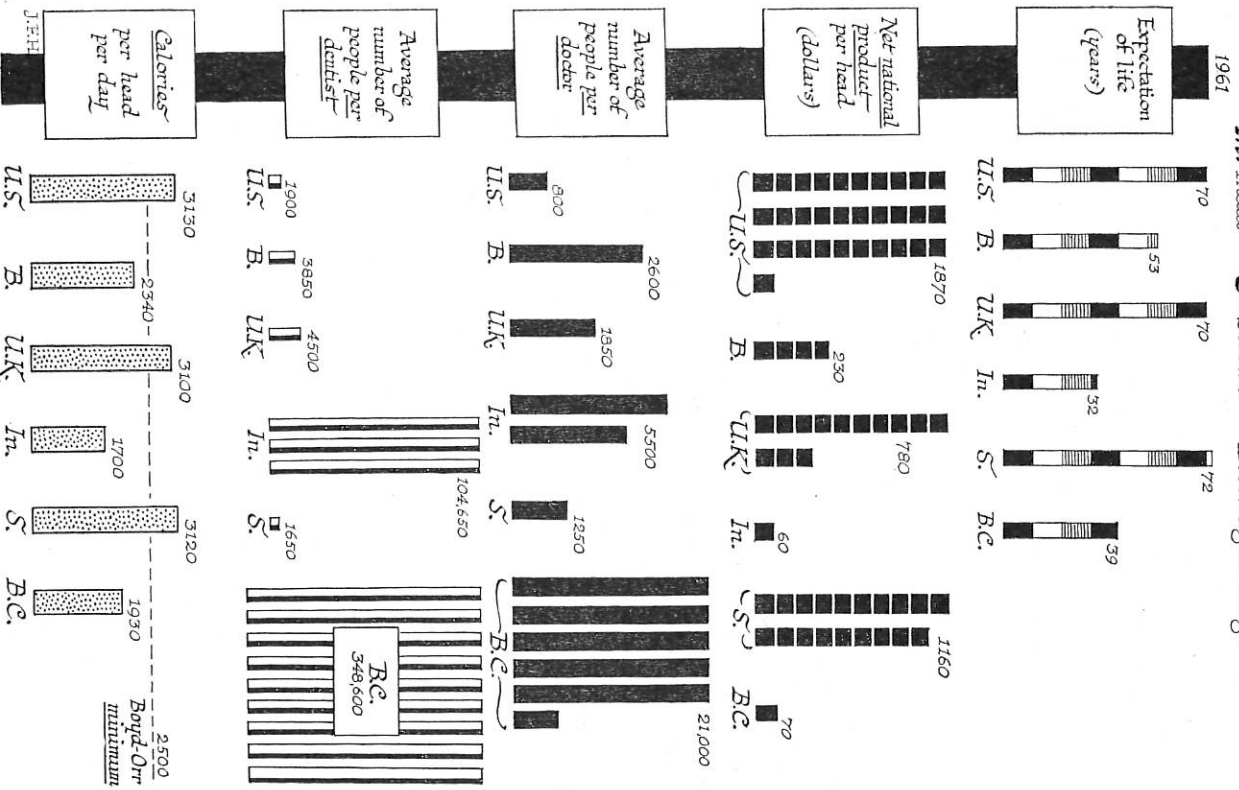 1961
Expectation
of life
(years)
70
53
70
32
72
39
U.S.
B.
U.K.
In.
S.
B.C.
Net national
product
per head
(dollars)
1870
230
780
60
1160
70
U.S.
B.
U.K.
In.
S.
B.C.
Average
number of
people per
doctor
800
2600
1850
5500
1250
21,000
U.S.
B.
U.K.
In.
S.
B.C.
Average
number of
people per
dentist
1900
3850
4500
104,650
1650
B.C.
348,600
U.S.
B.
U.K.
In.
S.
Calories
per head
per day
3130
2340
3100
1700
3120
1930
2500
Boyd-Orr
minimum
U.S.
B.
U.K.
In.
S.
B.C.
J.F.H.